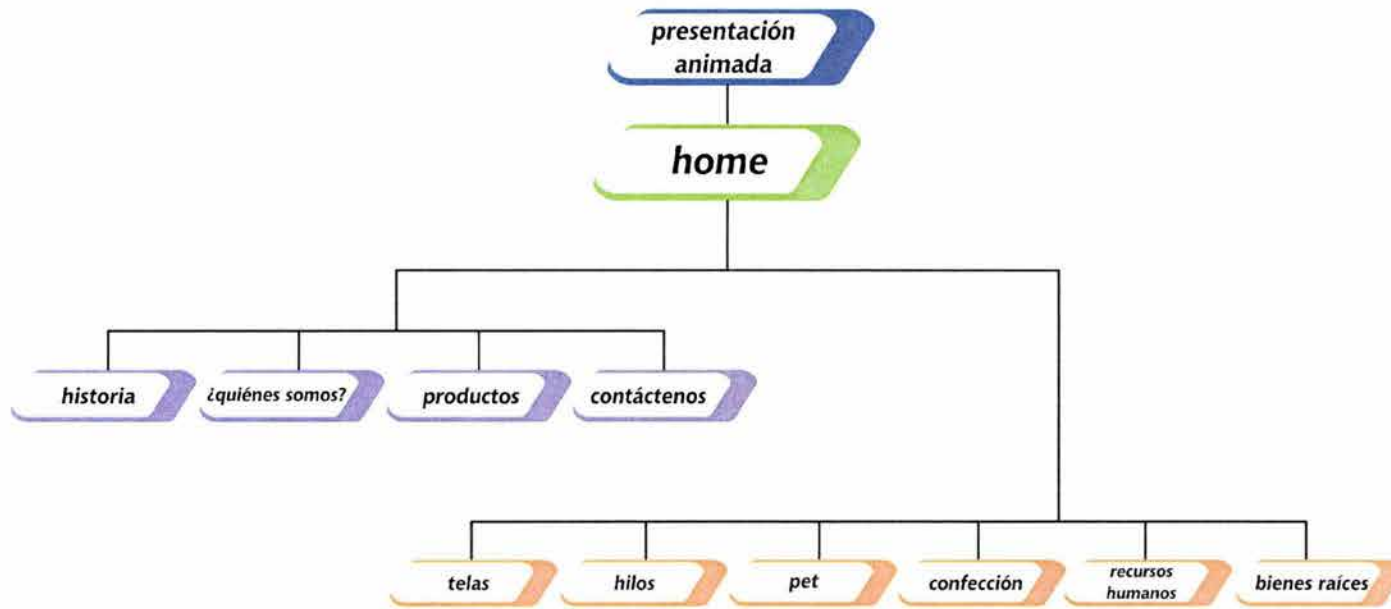 presentación
animada
home
historia
¿quiénes somos?
productos
contáctenos
telas
hilos
pet
confección
recursos
humanos
bienes raíces